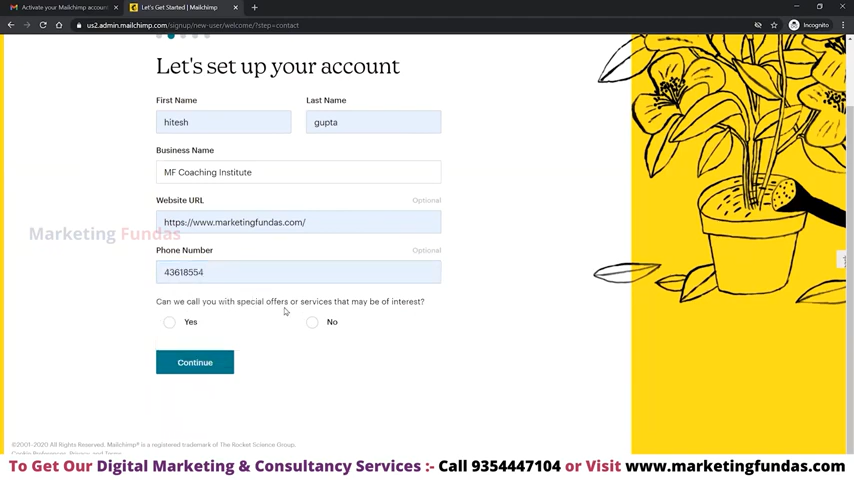 Activate your Mailchimp account
Let's Get Started | Mailchimp
us2.admin.mailchimp.com/signup/new-user/welcome/?step=contact
Incognito
Let's set up your account
First Name
Last Name
hitesh
gupta
Business Name
MF Coaching Institute
Website URL
Optional
https://www.marketingfundas.com/
Marketing Fundas
Phone Number
Optional
43618554
Can we call you with special offers or services that may be of interest?
Yes
No
Continue
©2001-2020 All Rights Reserved. Mailchimp® is a registered trademark of The Rocket Science Group.
To Get Our Digital Marketing & Consultancy Services :- Call 9354447104 or Visit www.marketingfundas.com